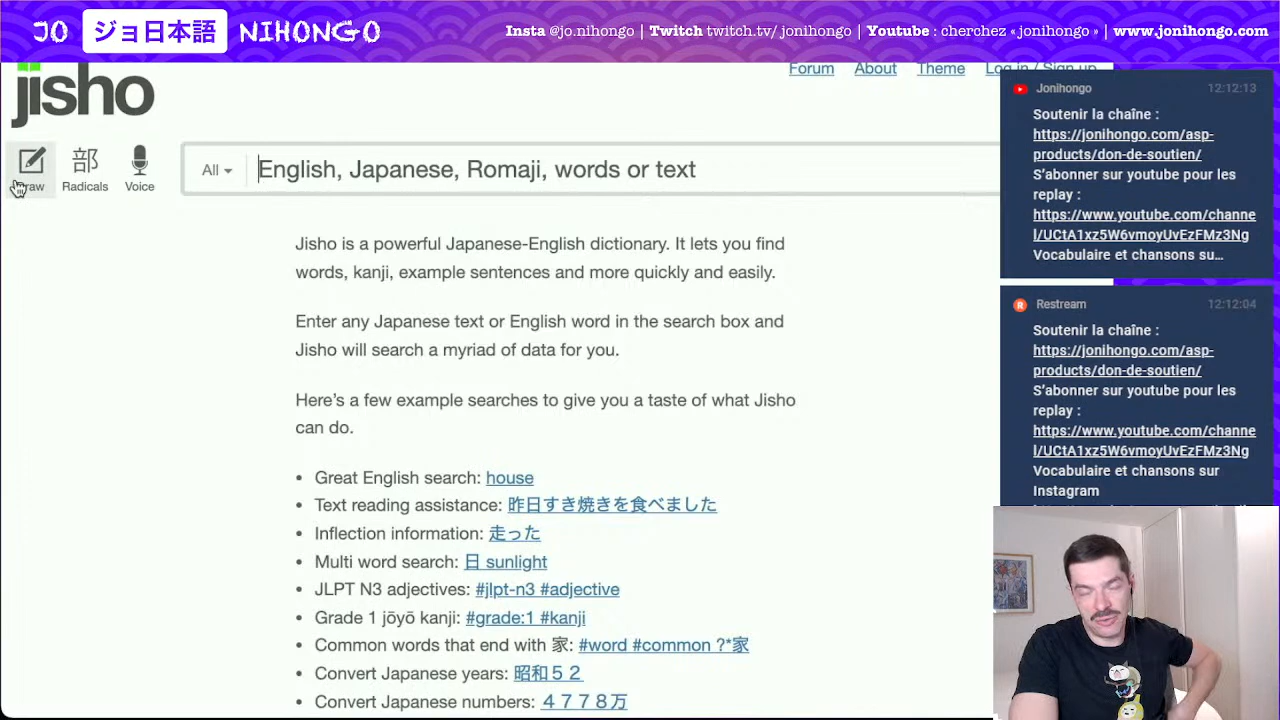 JO ジョ日本語 NIHONGO
Insta @jo.nihongo | Twitch twitch.tv/ jonihongo | Youtube : cherchez « jonihongo » | www.jonihongo.com
jisho
Forum About Theme Log in / Sign up
Radicals Voice
All English, Japanese, Romaji, words or text
Jisho is a powerful Japanese-English dictionary. It lets you find
words, kanji, example sentences and more quickly and easily.
Enter any Japanese text or English word in the search box and
Jisho will search a myriad of data for you.
Here's a few example searches to give you a taste of what Jisho
can do.
• Great English search: house
• Text reading assistance: 昨日すき焼きを食べました
• Inflection information: 走った
• Multi word search: 日 sunlight
• JLPT N3 adjectives: #jlpt-n3 #adjective
• Grade 1 jōyō kanji: #grade:1 #kanji
• Common words that end with 家: #word #common ?*家
• Convert Japanese years: 昭和５２
• Convert Japanese numbers: ４７７８万
Jonihongo 12:12:13
Soutenir la chaîne :
https://jonihongo.com/asp-
products/don-de-soutien/
S'abonner sur youtube pour les
replay :
https://www.youtube.com/channe
l/UCtA1xz5W6vmoyUvEzFMz3Ng
Vocabulaire et chansons su…
Restream 12:12:04
Soutenir la chaîne :
https://jonihongo.com/asp-
products/don-de-soutien/
S'abonner sur youtube pour les
replay :
https://www.youtube.com/channe
l/UCtA1xz5W6vmoyUvEzFMz3Ng
Vocabulaire et chansons sur
Instagram